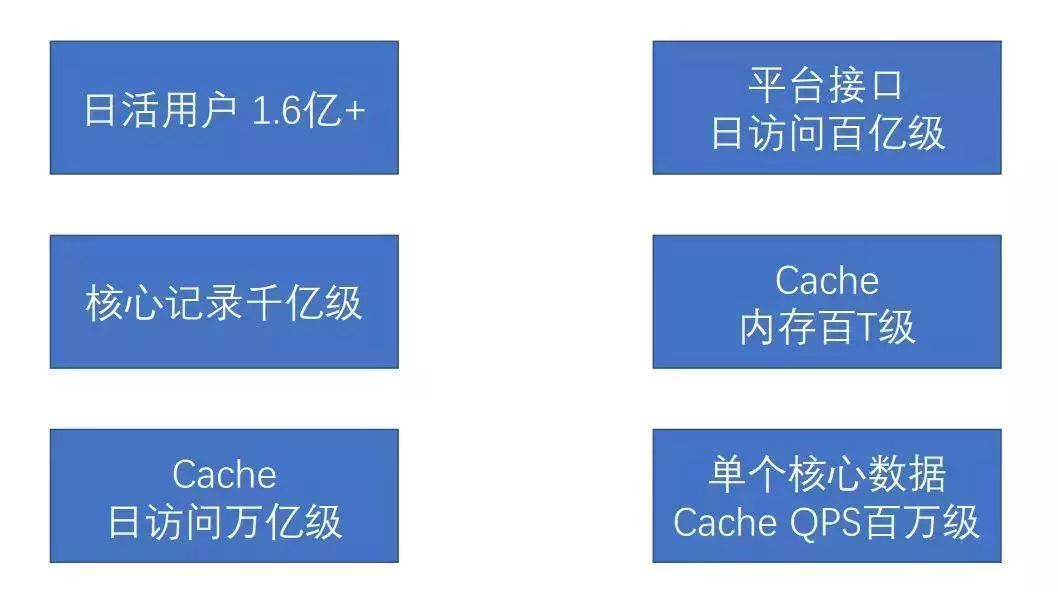 日活用户 1.6亿+
平台接口
日访问百亿级
核心记录千亿级
Cache
内存百T级
Cache
日访问万亿级
单个核心数据
Cache QPS百万级